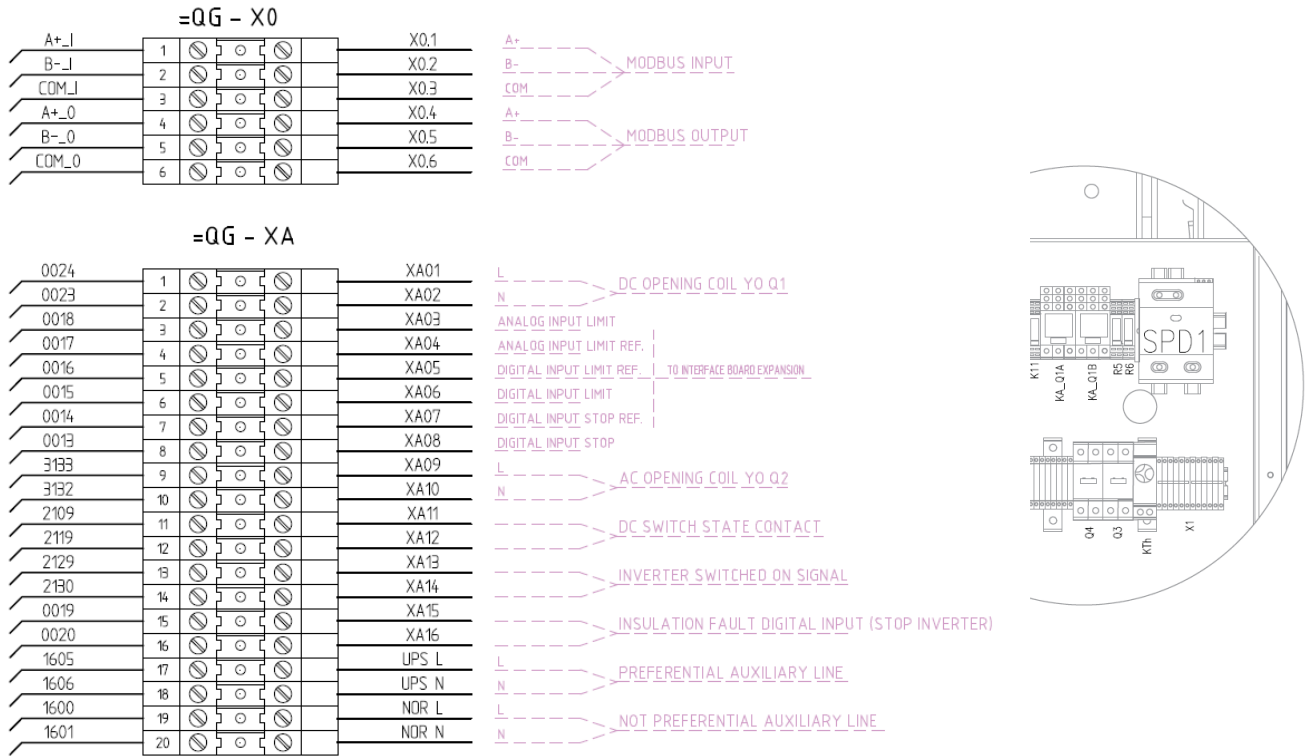 =QG - X0
A+_I 1 X0.1 A+
B-_I 2 X0.2 B- MODBUS INPUT
COM_I 3 X0.3 COM
A+_0 4 X0.4 A+
B-_0 5 X0.5 B- MODBUS OUTPUT
COM_0 6 X0.6 COM
=QG - XA
0024 1 XA01 L DC OPENING COIL YO Q1
0023 2 XA02 N
0018 3 XA03 ANALOG INPUT LIMIT
0017 4 XA04 ANALOG INPUT LIMIT REF.
0016 5 XA05 DIGITAL INPUT LIMIT REF. TO INTERFACE BOARD EXPANSION
0015 6 XA06 DIGITAL INPUT LIMIT
0014 7 XA07 DIGITAL INPUT STOP REF.
0013 8 XA08 DIGITAL INPUT STOP
3133 9 XA09 L AC OPENING COIL YO Q2
3132 10 XA10 N
2109 11 XA11 DC SWITCH STATE CONTACT
2119 12 XA12
2129 13 XA13 INVERTER SWITCHED ON SIGNAL
2130 14 XA14
0019 15 XA15 INSULATION FAULT DIGITAL INPUT (STOP INVERTER)
0020 16 XA16
1605 17 UPS L L PREFERENTIAL AUXILIARY LINE
1606 18 UPS N N
1600 19 NOR L L NOT PREFERENTIAL AUXILIARY LINE
1601 20 NOR N N
SPD1
K11 KA_Q1A KA_Q1B R5 R6
Q4 Q3 KTh X1